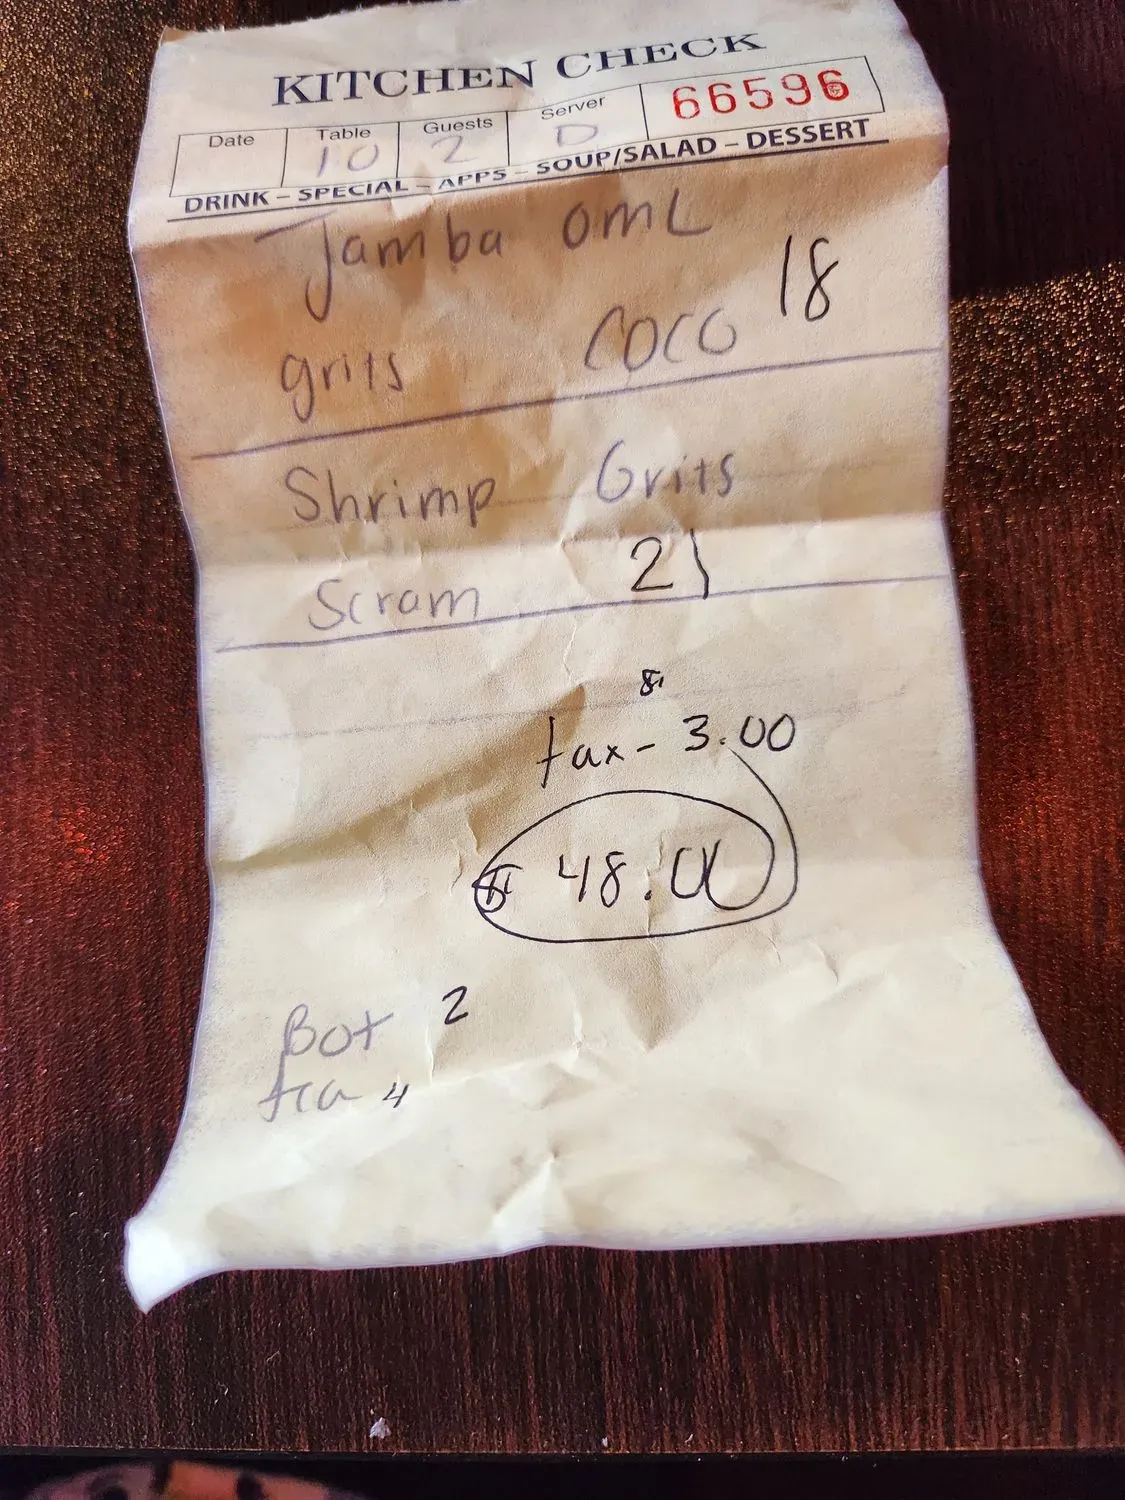 KITCHEN CHECK
Date Table Guests Server 66596
10 2 D
DRINK – SPECIAL – APPS – SOUP/SALAD – DESSERT
Jamba omL
18
grits coco
Shrimp Grits
Scram 21
tax - 3.00
$ 48.00
Bot 2
tea 4